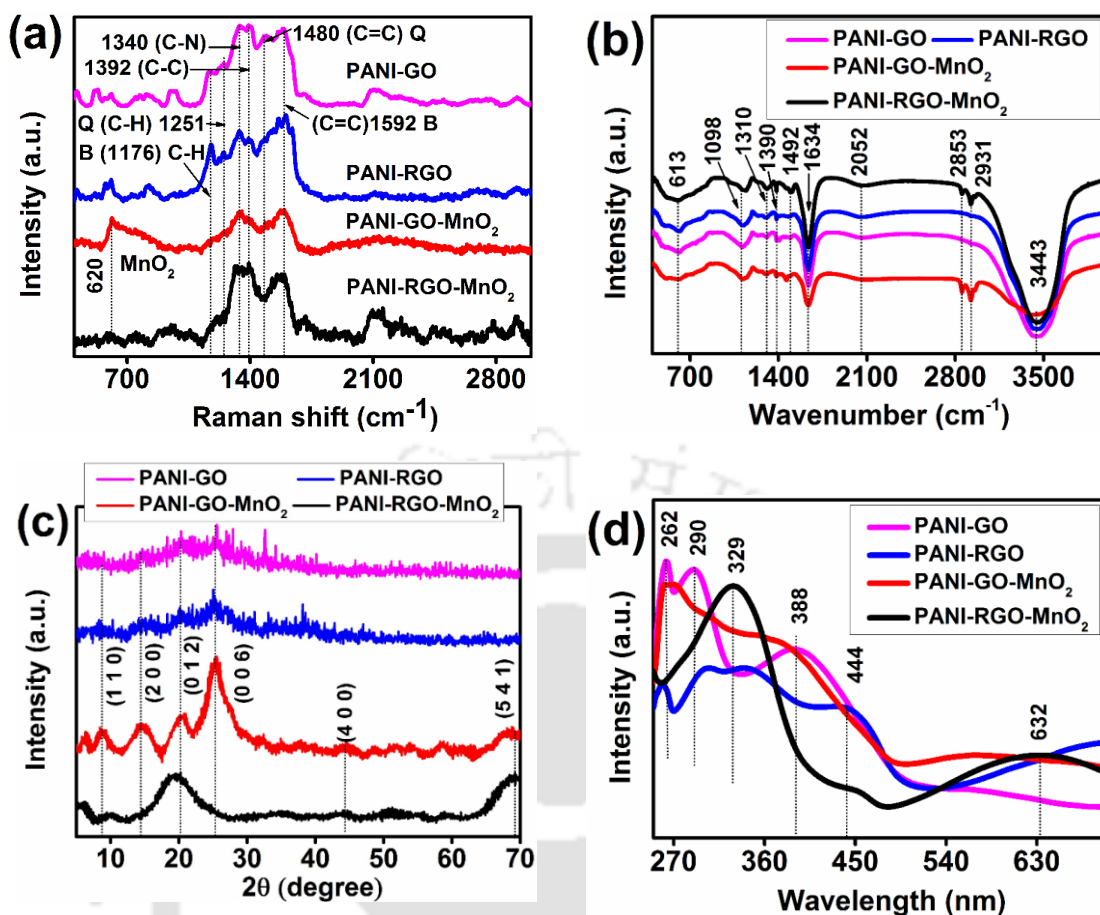 (a)
1340 (C-N)
1480 (C=C) Q
1392 (C-C)
PANI-GO
Q (C-H) 1251
(C=C)1592 B
B (1176) C-H
PANI-RGO
PANI-GO-MnO₂
620
MnO₂
PANI-RGO-MnO₂
Intensity (a.u.)
700 1400 2100 2800
Raman shift (cm⁻¹)
(b)
PANI-GO PANI-RGO
PANI-GO-MnO₂
PANI-RGO-MnO₂
613 1098 1310 1390 1492 1634 2052 2853 2931
3443
Intensity (a.u.)
700 1400 2100 2800 3500
Wavenumber (cm⁻¹)
(c)
PANI-GO PANI-RGO
PANI-GO-MnO₂ PANI-RGO-MnO₂
(1 1 0) (2 0 0) (0 1 2) (0 0 6) (4 0 0) (5 4 1)
Intensity (a.u.)
10 20 30 40 50 60 70
2θ (degree)
(d)
PANI-GO
PANI-RGO
PANI-GO-MnO₂
PANI-RGO-MnO₂
262 290 329 388 444 632
Intensity (a.u.)
270 360 450 540 630
Wavelength (nm)